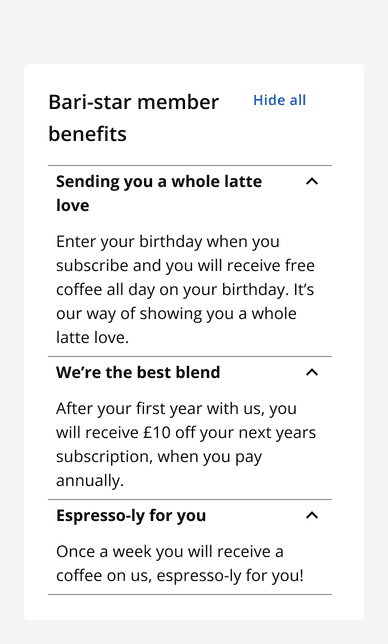 Bari-star member
benefits
Hide all
Sending you a whole latte
love
Enter your birthday when you
subscribe and you will receive free
coffee all day on your birthday. It’s
our way of showing you a whole
latte love.
We’re the best blend
After your first year with us, you
will receive £10 off your next years
subscription, when you pay
annually.
Espresso-ly for you
Once a week you will receive a
coffee on us, espresso-ly for you!